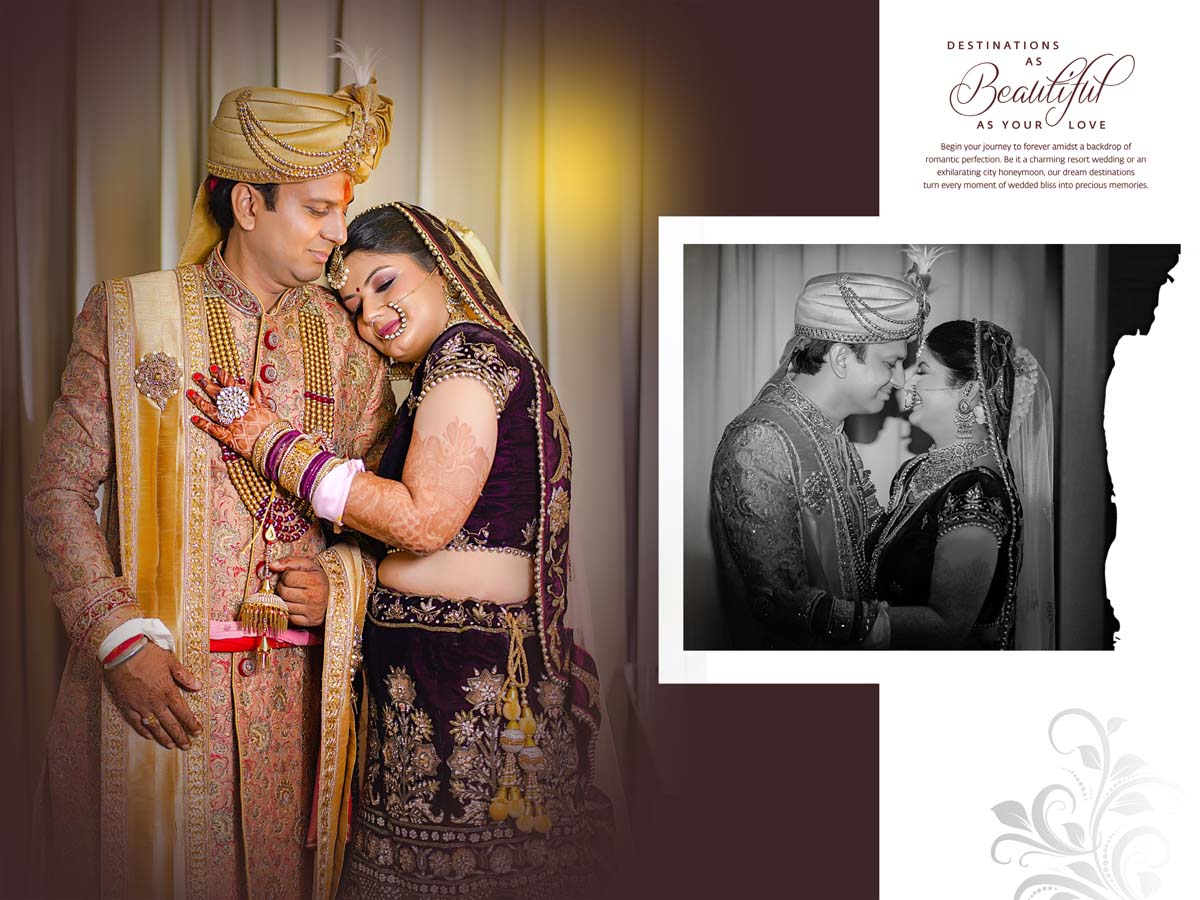 DESTINATIONS
AS
Beautiful
AS YOUR LOVE
Begin your journey to forever amidst a backdrop of
romantic perfection. Be it a charming resort wedding or an
exhilarating city honeymoon, our dream destinations
turn every moment of wedded bliss into precious memories.